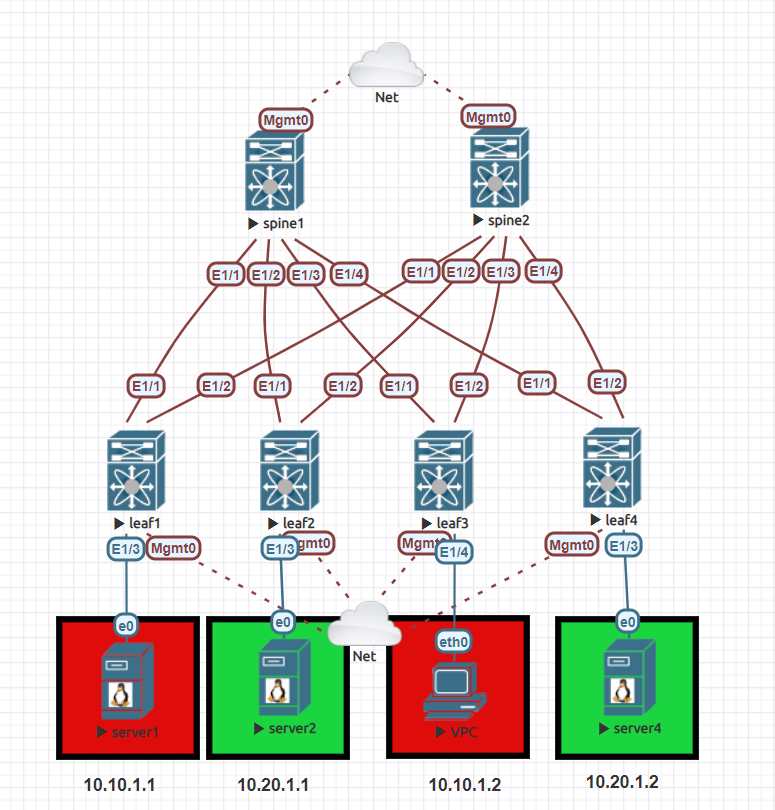 Net
Mgmt0
Mgmt0
spine1
spine2
E1/1
E1/2
E1/3
E1/4
E1/1
E1/2
E1/3
E1/4
E1/1
E1/2
E1/1
E1/2
E1/1
E1/2
E1/1
E1/2
leaf1
leaf2
leaf3
leaf4
E1/3
Mgmt0
E1/3
gmt0
Mgmt
E1/4
Mgmt0
E1/3
e0
e0
eth0
e0
Net
server1
server2
VPC
server4
10.10.1.1
10.20.1.1
10.10.1.2
10.20.1.2